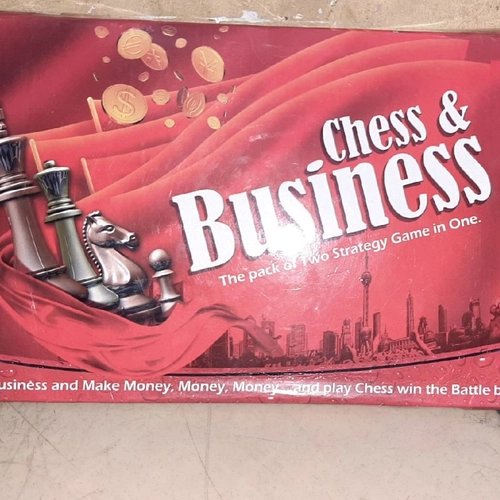 Chess &
Business
The pack of Two Strategy Game in One.
usiness and Make Money, Money, Money... and play Chess win the Battle b